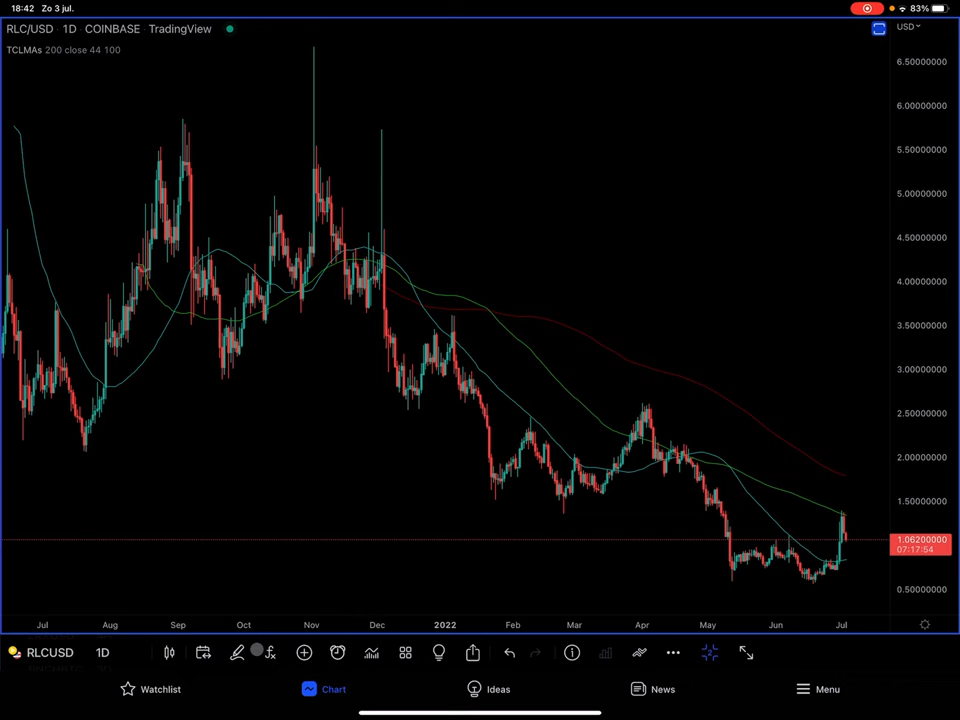 18:42 Zo 3 jul. 83%
RLC/USD 1D COINBASE TradingView USD
TCLMAs 200 close 44 100
6.50000000
6.00000000
5.50000000
5.00000000
4.50000000
4.00000000
3.50000000
3.00000000
2.50000000
2.00000000
1.50000000
1.06200000
07:17:54
0.50000000
Jul Aug Sep Oct Nov Dec 2022 Feb Mar Apr May Jun Jul
RLCUSD 1D
Watchlist Chart Ideas News Menu